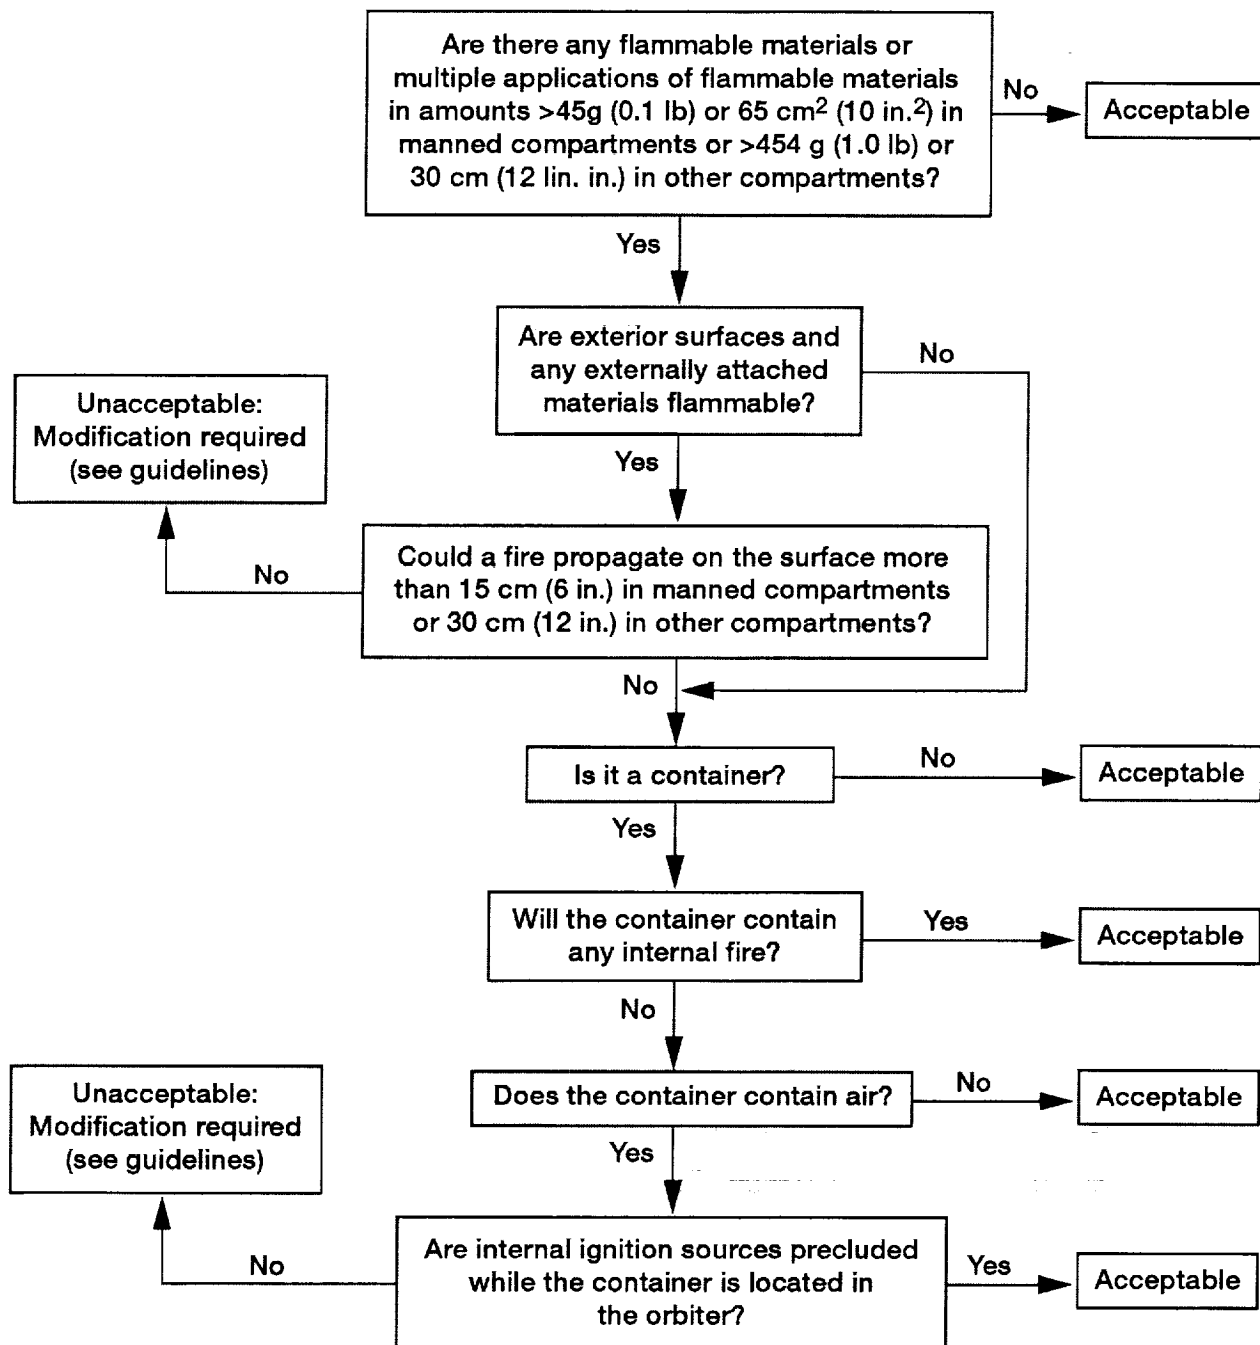 Are there any flammable materials or
multiple applications of flammable materials
in amounts >45g (0.1 lb) or 65 cm² (10 in.²) in
manned compartments or >454 g (1.0 lb) or
30 cm (12 lin. in.) in other compartments?
No
Acceptable
Yes
Are exterior surfaces and
any externally attached
materials flammable?
No
Unacceptable:
Modification required
(see guidelines)
Yes
Could a fire propagate on the surface more
than 15 cm (6 in.) in manned compartments
or 30 cm (12 in.) in other compartments?
No
No
Is it a container?
No
Acceptable
Yes
Will the container contain
any internal fire?
Yes
Acceptable
No
Does the container contain air?
No
Acceptable
Unacceptable:
Modification required
(see guidelines)
Yes
Are internal ignition sources precluded
while the container is located in
the orbiter?
No
Yes
Acceptable